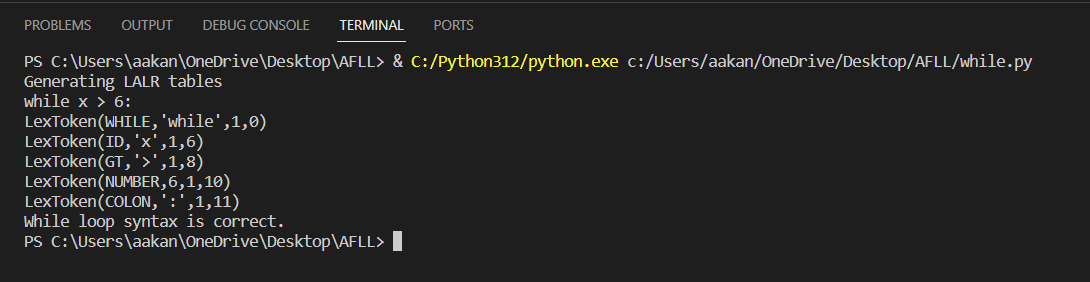 PROBLEMS OUTPUT DEBUG CONSOLE TERMINAL PORTS
PS C:\Users\aakan\OneDrive\Desktop\AFLL> & C:/Python312/python.exe c:/Users/aakan/OneDrive/Desktop/AFLL/while.py
Generating LALR tables
while x > 6:
LexToken(WHILE,'while',1,0)
LexToken(ID,'x',1,6)
LexToken(GT,'>',1,8)
LexToken(NUMBER,6,1,10)
LexToken(COLON,':',1,11)
While loop syntax is correct.
PS C:\Users\aakan\OneDrive\Desktop\AFLL>